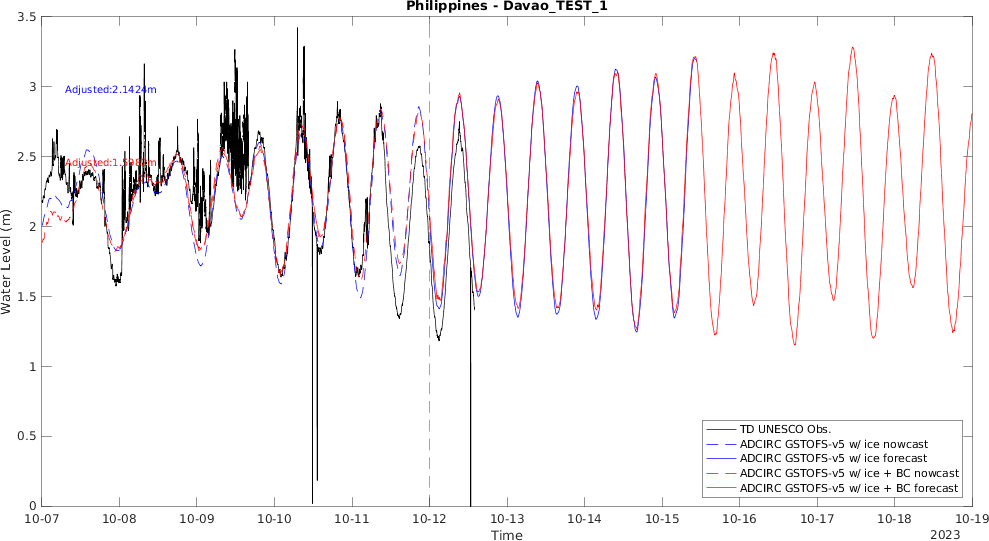 Philippines - Davao_TEST_1
3.5
3
2.5
2
1.5
1
0.5
0
Water Level (m)
Adjusted:2.1424m
10-07
10-08
10-09
10-10
10-11
10-12
10-13
10-14
10-15
10-16
10-17
10-18
10-19
Time
2023
TD UNESCO Obs.
ADCIRC GSTOFS-v5 w/ ice nowcast
ADCIRC GSTOFS-v5 w/ ice forecast
ADCIRC GSTOFS-v5 w/ ice + BC nowcast
ADCIRC GSTOFS-v5 w/ ice + BC forecast